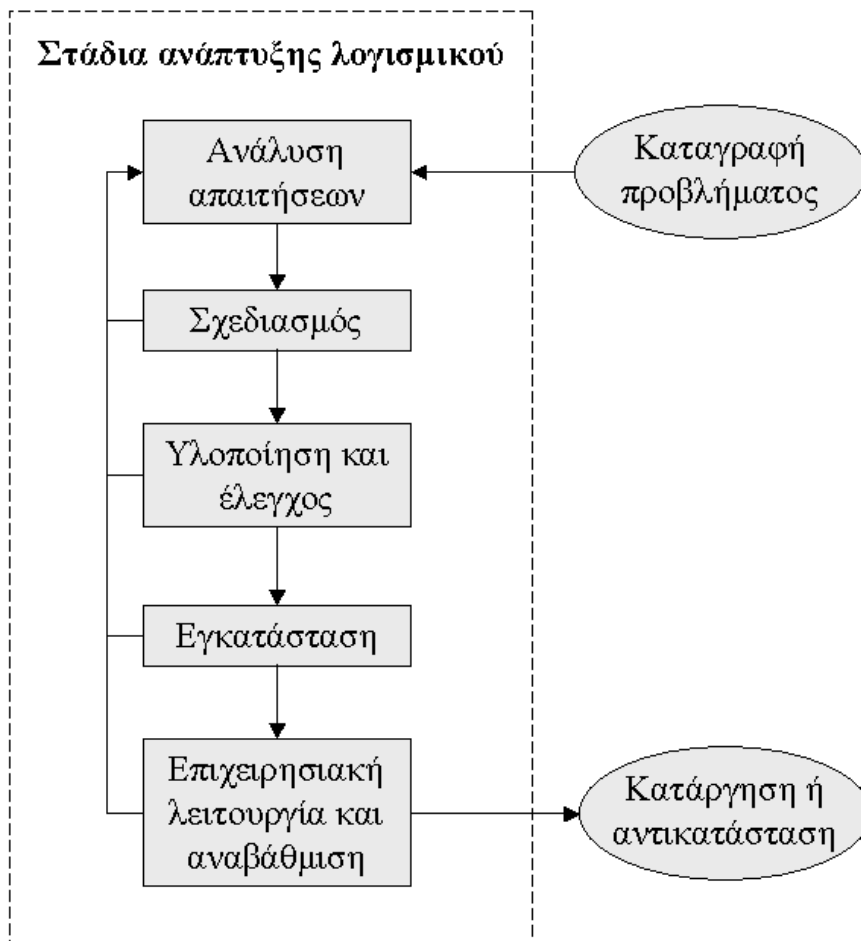 Στάδια ανάπτυξης λογισμικού
Ανάλυση
απαιτήσεων
Καταγραφή
προβλήματος
Σχεδιασμός
Υλοποίηση και
έλεγχος
Εγκατάσταση
Επιχειρησιακή
λειτουργία και
αναβάθμιση
Κατάργηση ή
αντικατάσταση